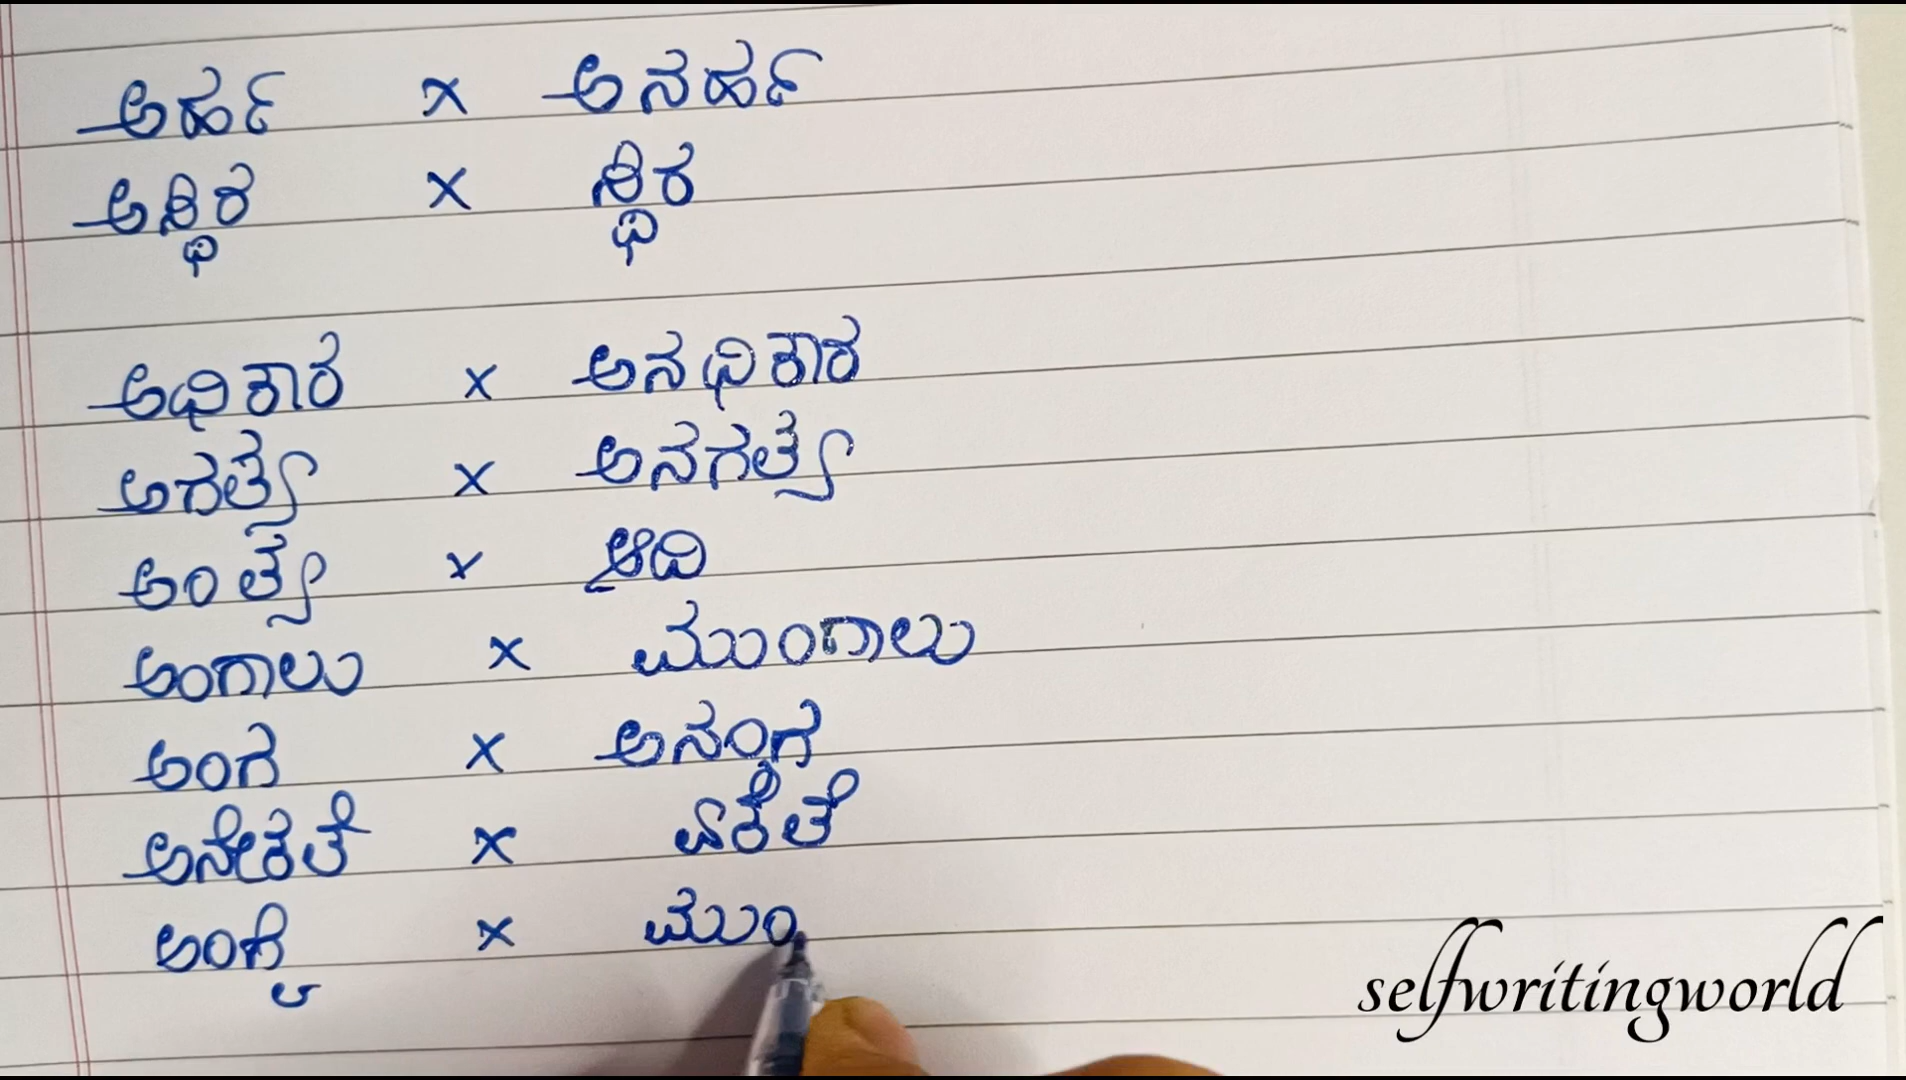 ಅರ್ಹ x ಅನರ್ಹ
ಅಸ್ಥಿರ x ಸ್ಥಿರ
ಅಧಿಕಾರ x ಅನಧಿಕಾರ
ಅಗತ್ಯ x ಅನಗತ್ಯ
ಅಂತ್ಯ x ಆದಿ
ಅಂಗಾಲು x ಮುಂಗಾಲು
ಅಂಗ x ಅನಂಗ
ಅನೇಕತೆ x ಏಕತೆ
ಅಂಗೈ x ಮುಂ
selfwritingworld